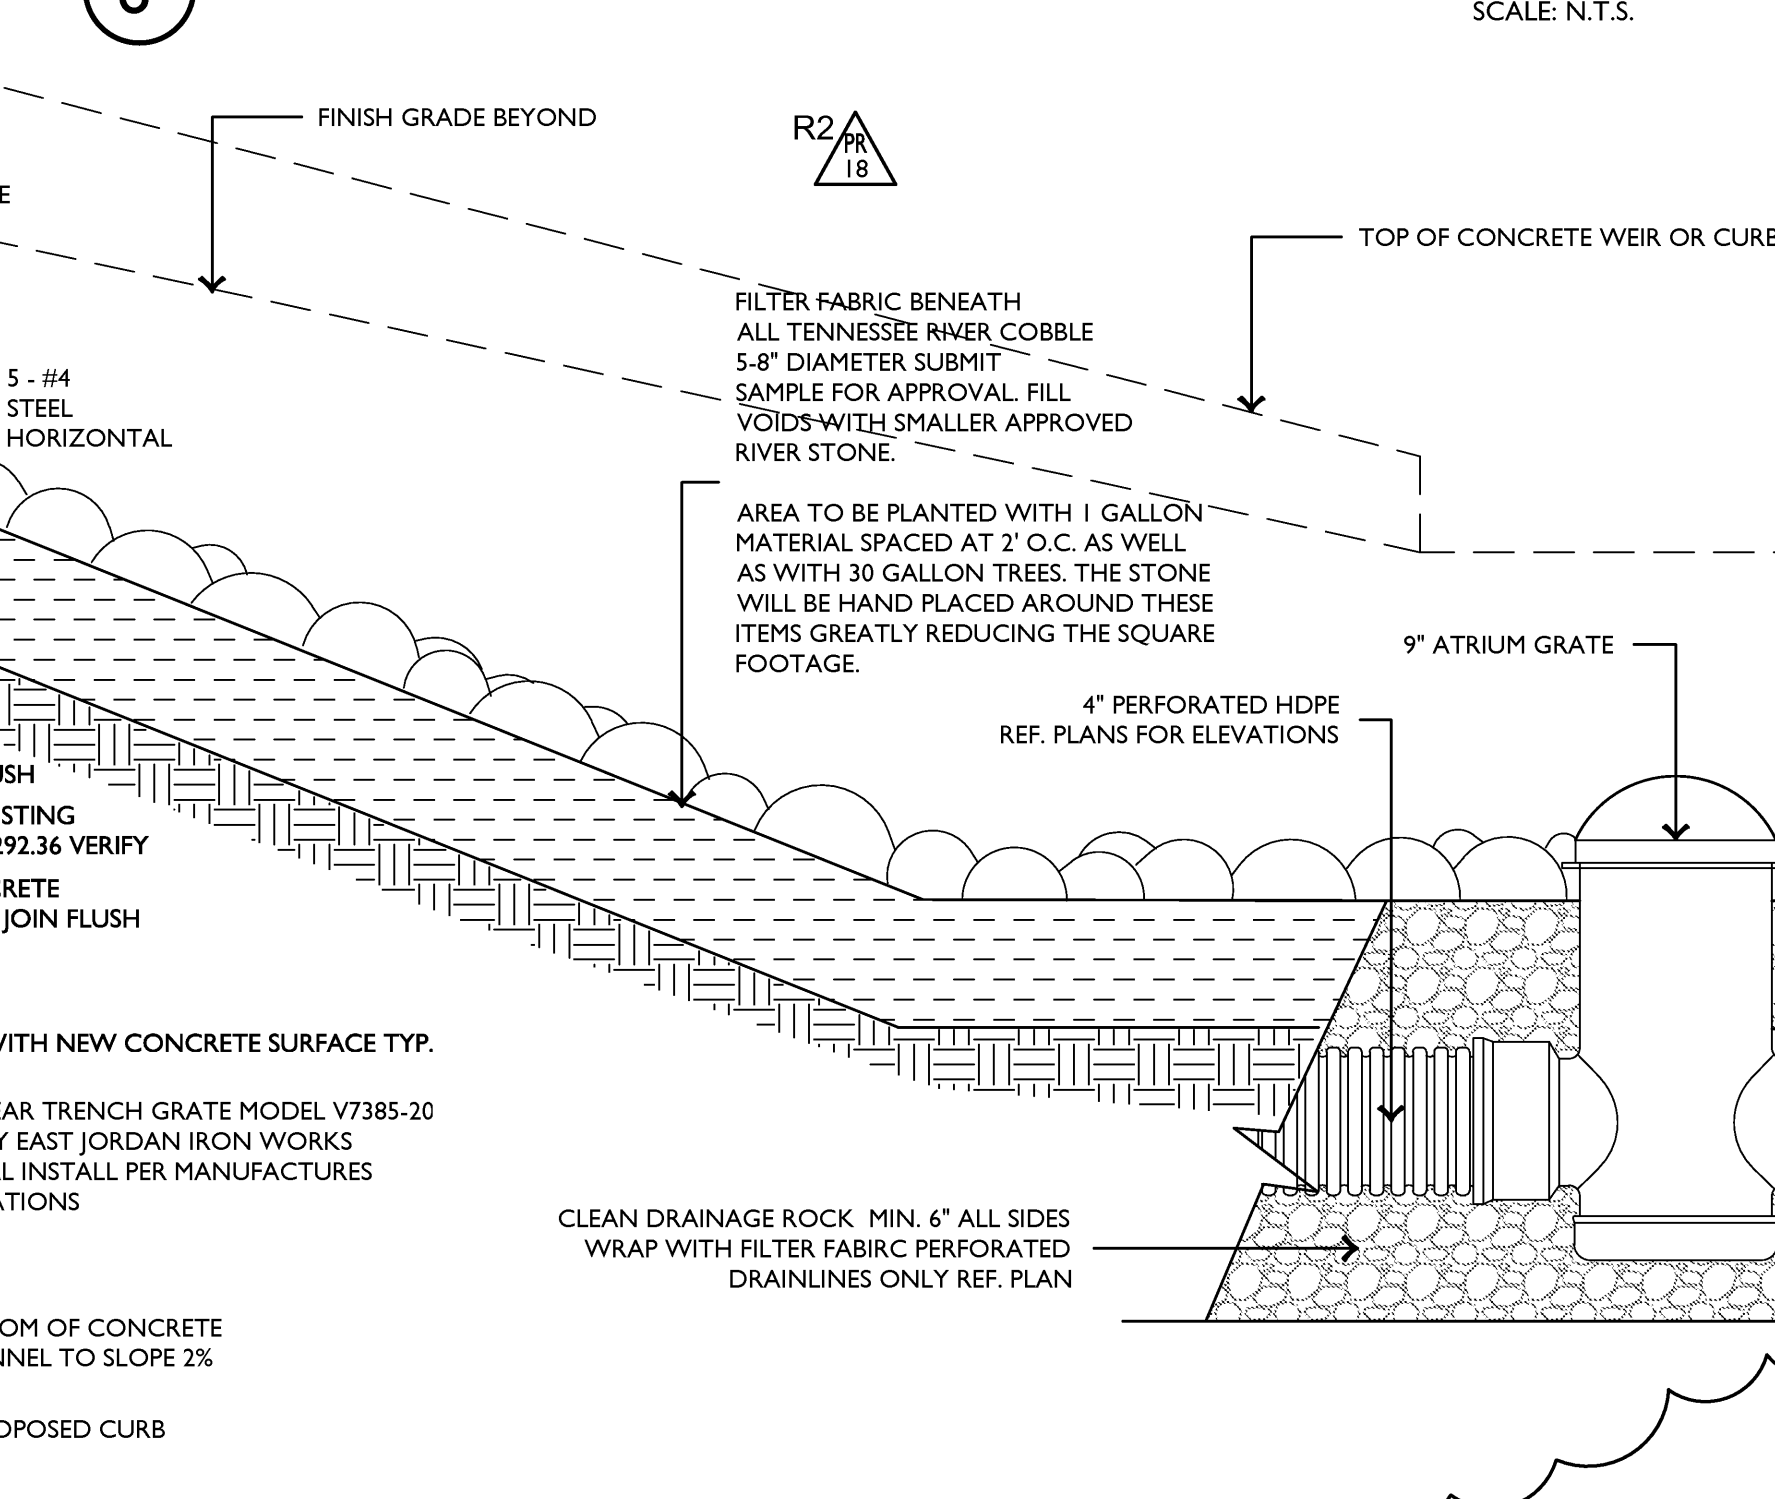 SCALE: N.T.S.
FINISH GRADE BEYOND
R2
PR
18
TOP OF CONCRETE WEIR OR CURB
FILTER FABRIC BENEATH
ALL TENNESSEE RIVER COBBLE
5-8" DIAMETER SUBMIT
SAMPLE FOR APPROVAL. FILL
VOIDS WITH SMALLER APPROVED
RIVER STONE.
5 - #4
STEEL
HORIZONTAL
AREA TO BE PLANTED WITH 1 GALLON
MATERIAL SPACED AT 2' O.C. AS WELL
AS WITH 30 GALLON TREES. THE STONE
WILL BE HAND PLACED AROUND THESE
ITEMS GREATLY REDUCING THE SQUARE
FOOTAGE.
9" ATRIUM GRATE
4" PERFORATED HDPE
REF. PLANS FOR ELEVATIONS
USH
STING
292.36 VERIFY
CRETE
JOIN FLUSH
WITH NEW CONCRETE SURFACE TYP.
EAR TRENCH GRATE MODEL V7385-20
Y EAST JORDAN IRON WORKS
L INSTALL PER MANUFACTURES
ATIONS
CLEAN DRAINAGE ROCK MIN. 6" ALL SIDES
WRAP WITH FILTER FABIRC PERFORATED
DRAINLINES ONLY REF. PLAN
OM OF CONCRETE
NNEL TO SLOPE 2%
OPOSED CURB